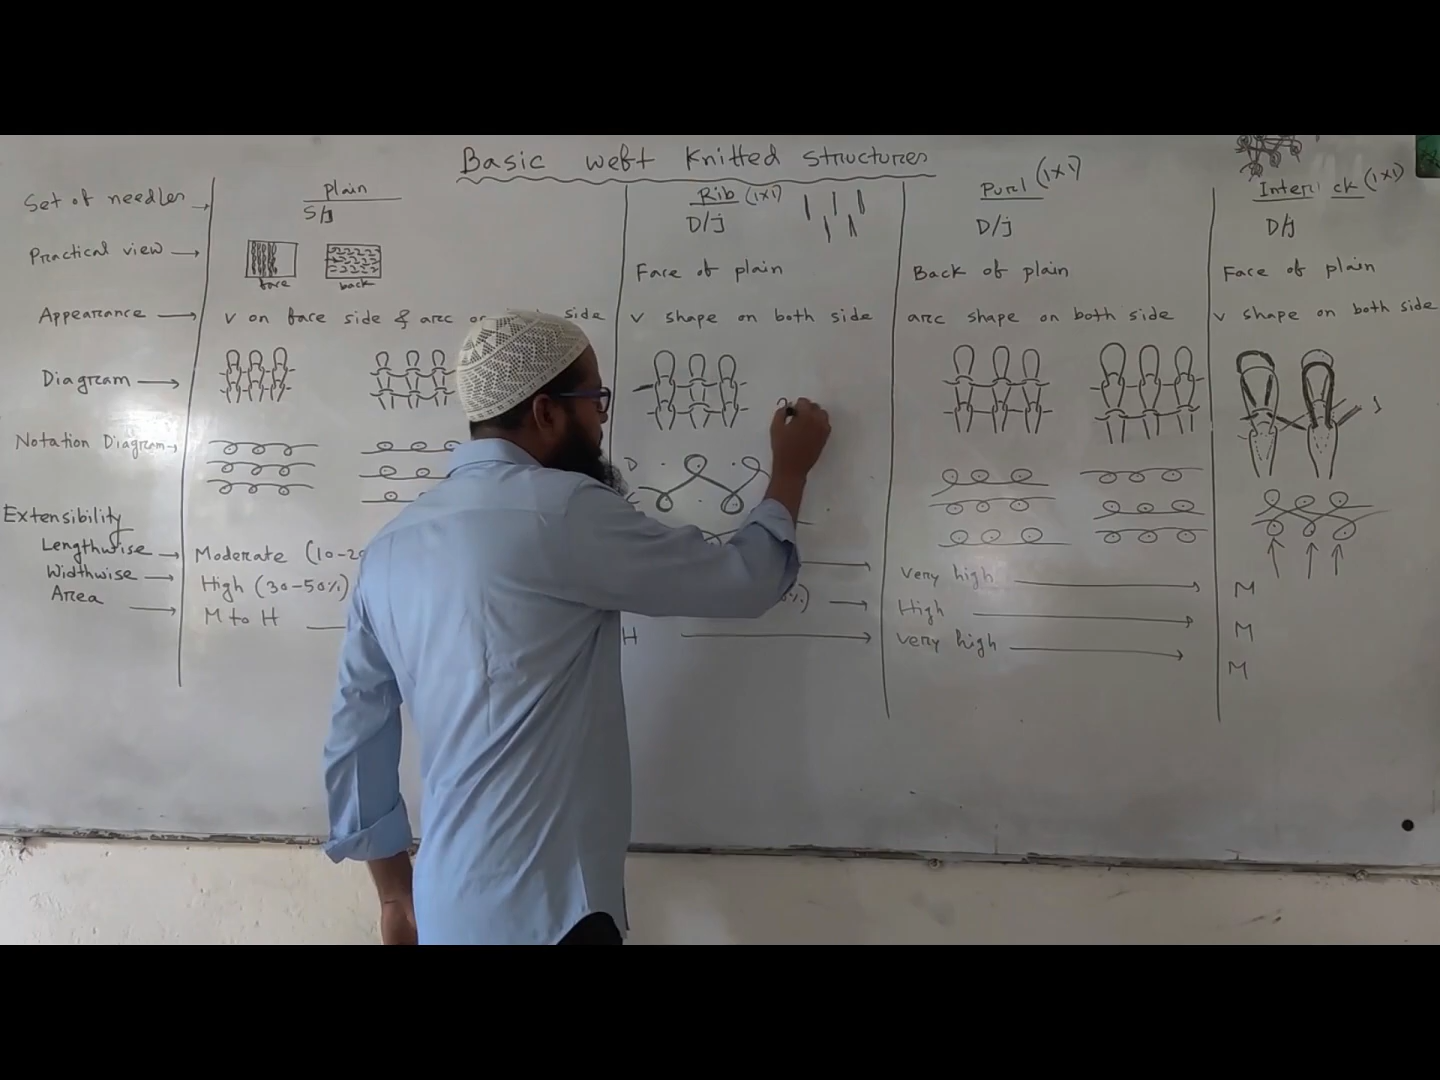 Basic weft Knitted Structures
Set of needles
plain
S/j
Rib (1x1)
D/j
Purl (1x1)
D/j
(1x1)
D/j
Practical view
face
back
Face of plain
Back of plain
Face of plain
Appearance
v on face side & arc side
v shape on both side
arc shape on both side
v shape on both side
Diagram
Notation Diagram
D
Extensibility
Lengthwise
Moderate (10-20
very high
M
Widthwise
High (30-50%)
High
M
Area
M to H
H
very high
M